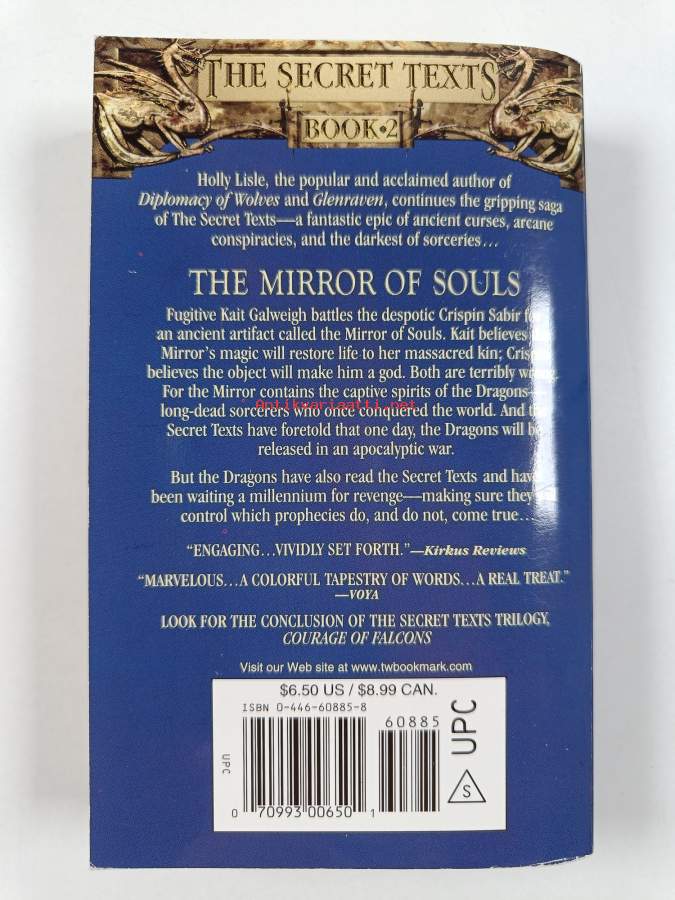 THE SECRET TEXTS
BOOK•2
Holly Lisle, the popular and acclaimed author of
Diplomacy of Wolves and Glenraven, continues the gripping saga
of The Secret Texts—a fantastic epic of ancient curses, arcane
conspiracies, and the darkest of sorceries…
THE MIRROR OF SOULS
Fugitive Kait Galweigh battles the despotic Crispin Sabir
an ancient artifact called the Mirror of Souls. Kait believes
Mirror's magic will restore life to her massacred kin;
believes the object will make him a god. Both are terribly wrong.
For the Mirror contains the captive spirits of the Dragons—
long-dead sorcerers who once conquered the world. And
Secret Texts have foretold that one day, the Dragons will be
released in an apocalyptic war.
Antikvariaatti.net
But the Dragons have also read the Secret Texts and have
been waiting a millennium for revenge—making sure they
control which prophecies do, and do not, come true…
"ENGAGING…VIVIDLY SET FORTH."—Kirkus Reviews
"MARVELOUS…A COLORFUL TAPESTRY OF WORDS…A REAL TREAT."
—VOYA
LOOK FOR THE CONCLUSION OF THE SECRET TEXTS TRILOGY,
COURAGE OF FALCONS
Visit our Web site at www.twbookmark.com
$6.50 US / $8.99 CAN.
ISBN 0-446-60885-8
60885
UPC
UPC
S
0 70993 00650 1